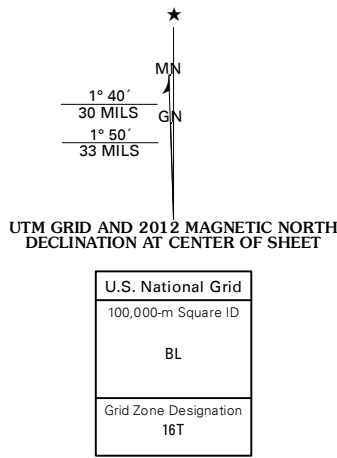 ★
MN
1° 40´
30 MILS
GN
1° 50´
33 MILS
UTM GRID AND 2012 MAGNETIC NORTH
DECLINATION AT CENTER OF SHEET
U.S. National Grid
100,000-m Square ID
BL
Grid Zone Designation
16T